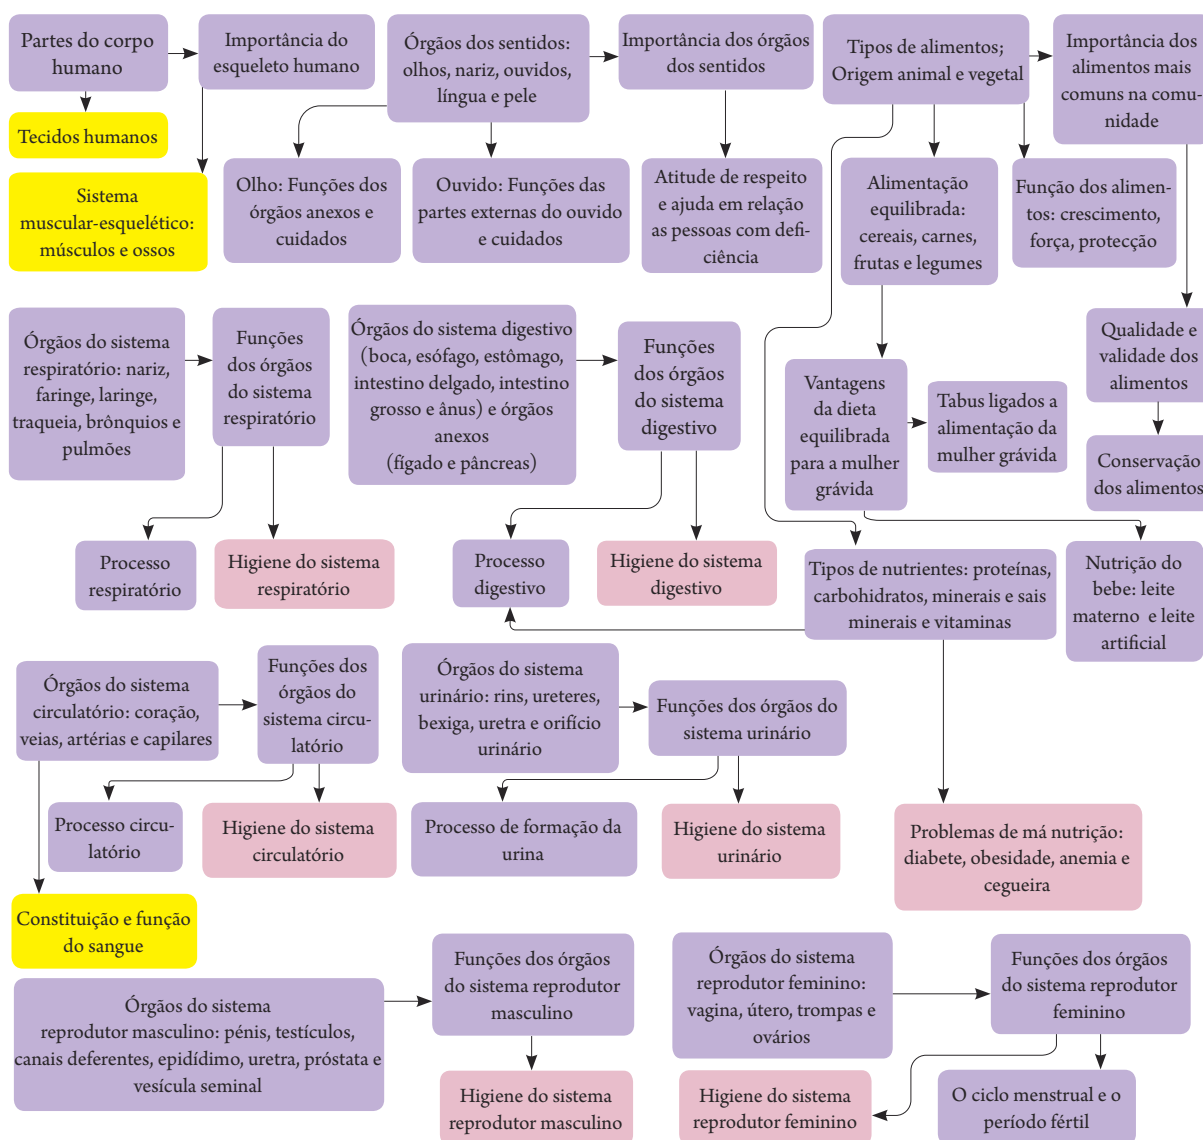 Partes do corpo
humano
Importância do
esqueleto humano
Órgãos dos sentidos:
olhos, nariz, ouvidos,
língua e pele
Importância dos órgãos
dos sentidos
Tipos de alimentos;
Origem animal e vegetal
Importância dos
alimentos mais
comuns na comu-
nidade
Tecidos humanos
Sistema
muscular-esquelético:
músculos e ossos
Olho: Funções dos
órgãos anexos e
cuidados
Ouvido: Funções das
partes externas do ouvido
e cuidados
Atitude de respeito
e ajuda em relação
as pessoas com defi-
ciência
Alimentação
equilibrada:
cereais, carnes,
frutas e legumes
Função dos alimen-
tos: crescimento,
força, protecção
Órgãos do sistema
respiratório: nariz,
faringe, laringe,
traqueia, brônquios e
pulmões
Funções
dos órgãos
do sistema
respiratório
Órgãos do sistema digestivo
(boca, esófago, estômago,
intestino delgado, intestino
grosso e ânus) e órgãos
anexos
(fígado e pâncreas)
Funções
dos órgãos
do sistema
digestivo
Vantagens
da dieta
equilibrada
para a mulher
grávida
Tabus ligados a
alimentação da
mulher grávida
Qualidade e
validade dos
alimentos
Conservação
dos alimentos
Processo
respiratório
Higiene do sistema
respiratório
Processo
digestivo
Higiene do sistema
digestivo
Tipos de nutrientes: proteínas,
carbohidratos, minerais e sais
minerais e vitaminas
Nutrição do
bebe: leite
materno e leite
artificial
Órgãos do sistema
circulatório: coração,
veias, artérias e capilares
Funções dos
órgãos do
sistema circu-
latório
Órgãos do sistema
urinário: rins, ureteres,
bexiga, uretra e orifício
urinário
Funções dos órgãos do
sistema urinário
Processo circu-
latório
Higiene do sistema
circulatório
Processo de formação da
urina
Higiene do sistema
urinário
Problemas de má nutrição:
diabete, obesidade, anemia e
cegueira
Constituição e função
do sangue
Órgãos do sistema
reprodutor masculino: pénis, testículos,
canais deferentes, epidídimo, uretra, próstata e
vesícula seminal
Funções dos órgãos
do sistema reprodutor
masculino
Órgãos do sistema
reprodutor feminino:
vagina, útero, trompas e
ovários
Funções dos órgãos
do sistema reprodutor
feminino
Higiene do sistema
reprodutor masculino
Higiene do sistema
reprodutor feminino
O ciclo menstrual e o
período fértil